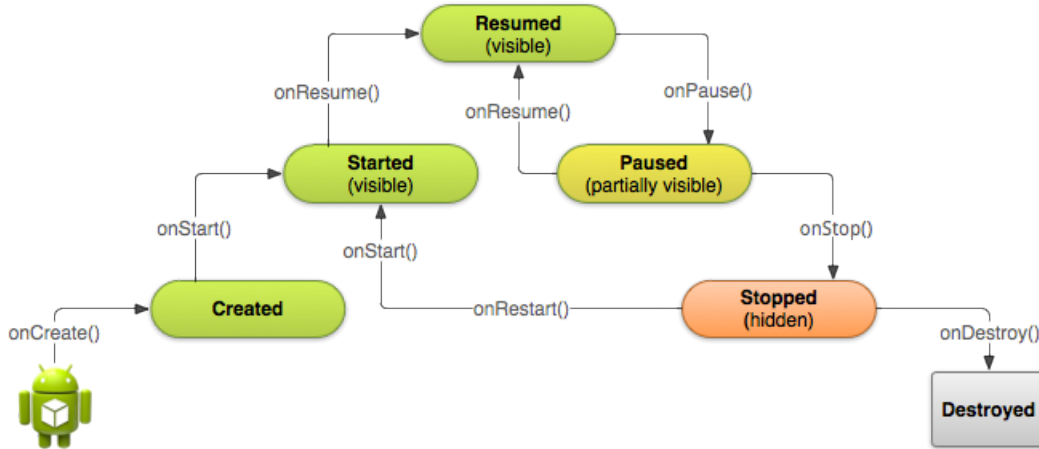 Resumed
(visible)
onResume()
onResume()
onPause()
Started
(visible)
Paused
(partially visible)
onStart()
onStart()
onStop()
Created
onRestart()
Stopped
(hidden)
onCreate()
onDestroy()
Destroyed